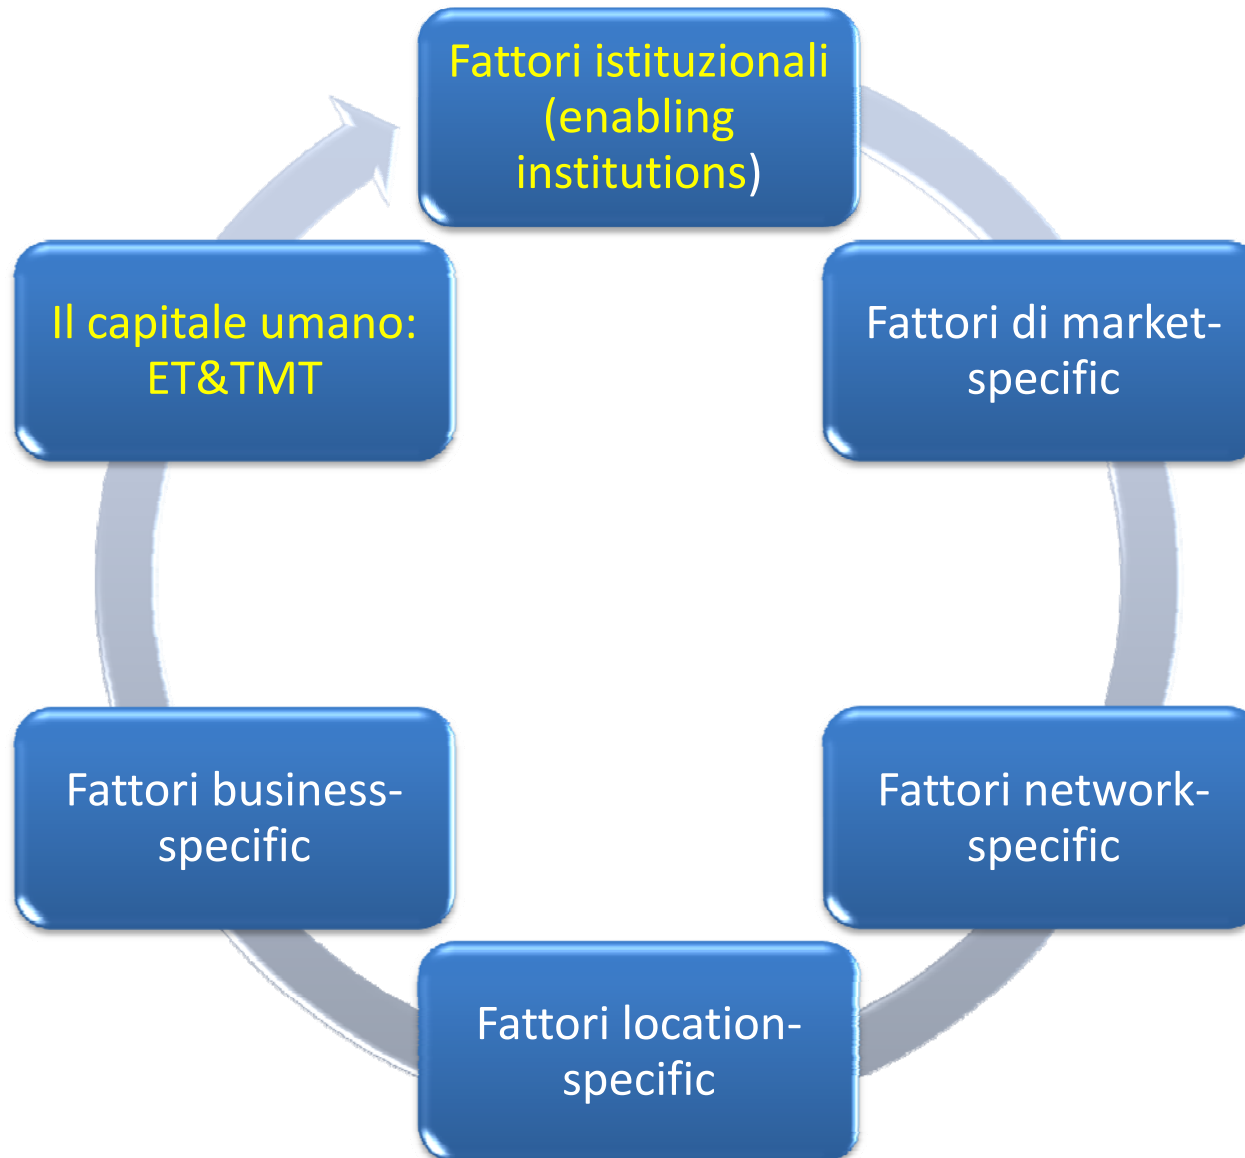 Fattori istituzionali
(enabling
institutions)
Fattori di market-
specific
Fattori network-
specific
Fattori location-
specific
Fattori business-
specific
Il capitale umano:
ET&TMT